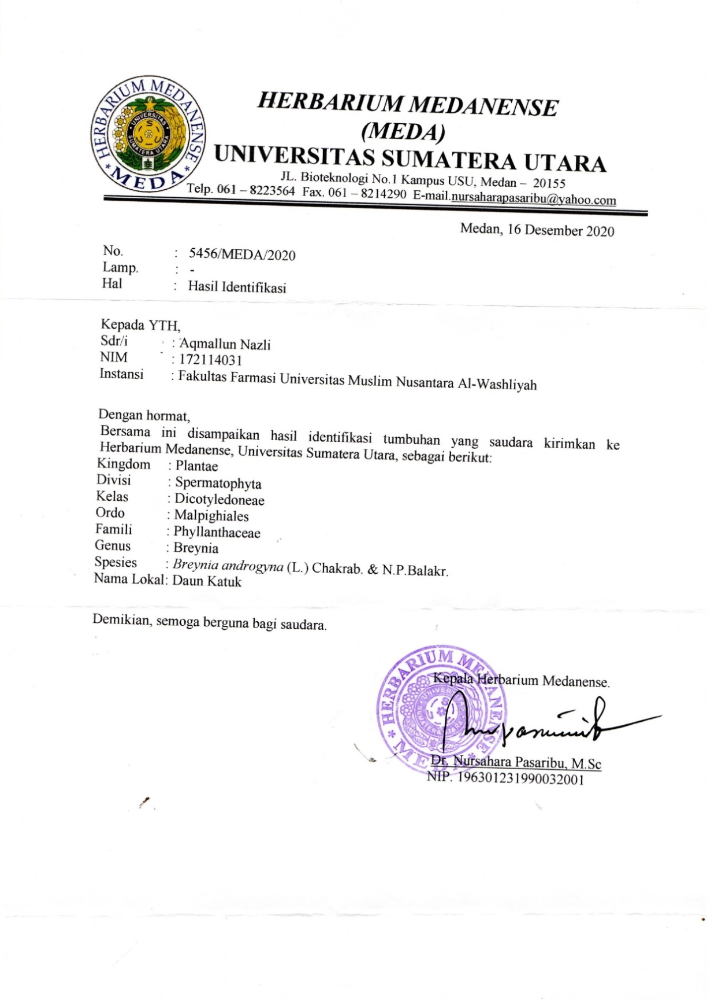 HERBARIUM MEDANENSE
* MEDA *
UNIVERSITAS
SUMATERA UTARA
HERBARIUM MEDANENSE
(MEDA)
UNIVERSITAS SUMATERA UTARA
JL. Bioteknologi No.1 Kampus USU, Medan – 20155
Telp. 061 – 8223564 Fax. 061 – 8214290 E-mail.nursaharapasaribu@yahoo.com
Medan, 16 Desember 2020
No. : 5456/MEDA/2020
Lamp. : -
Hal : Hasil Identifikasi
Kepada YTH,
Sdr/i : Aqmallun Nazli
NIM : 172114031
Instansi : Fakultas Farmasi Universitas Muslim Nusantara Al-Washliyah
Dengan hormat,
Bersama ini disampaikan hasil identifikasi tumbuhan yang saudara kirimkan ke
Herbarium Medanense, Universitas Sumatera Utara, sebagai berikut:
Kingdom : Plantae
Divisi : Spermatophyta
Kelas : Dicotyledoneae
Ordo : Malpighiales
Famili : Phyllanthaceae
Genus : Breynia
Spesies : Breynia androgyna (L.) Chakrab. & N.P.Balakr.
Nama Lokal: Daun Katuk
Demikian, semoga berguna bagi saudara.
HERBARIUM MEDANENSE
* MEDA *
UNIVERSITAS
SUMATERA UTARA
Kepala Herbarium Medanense.
Dr. Nursahara Pasaribu, M.Sc
NIP. 196301231990032001